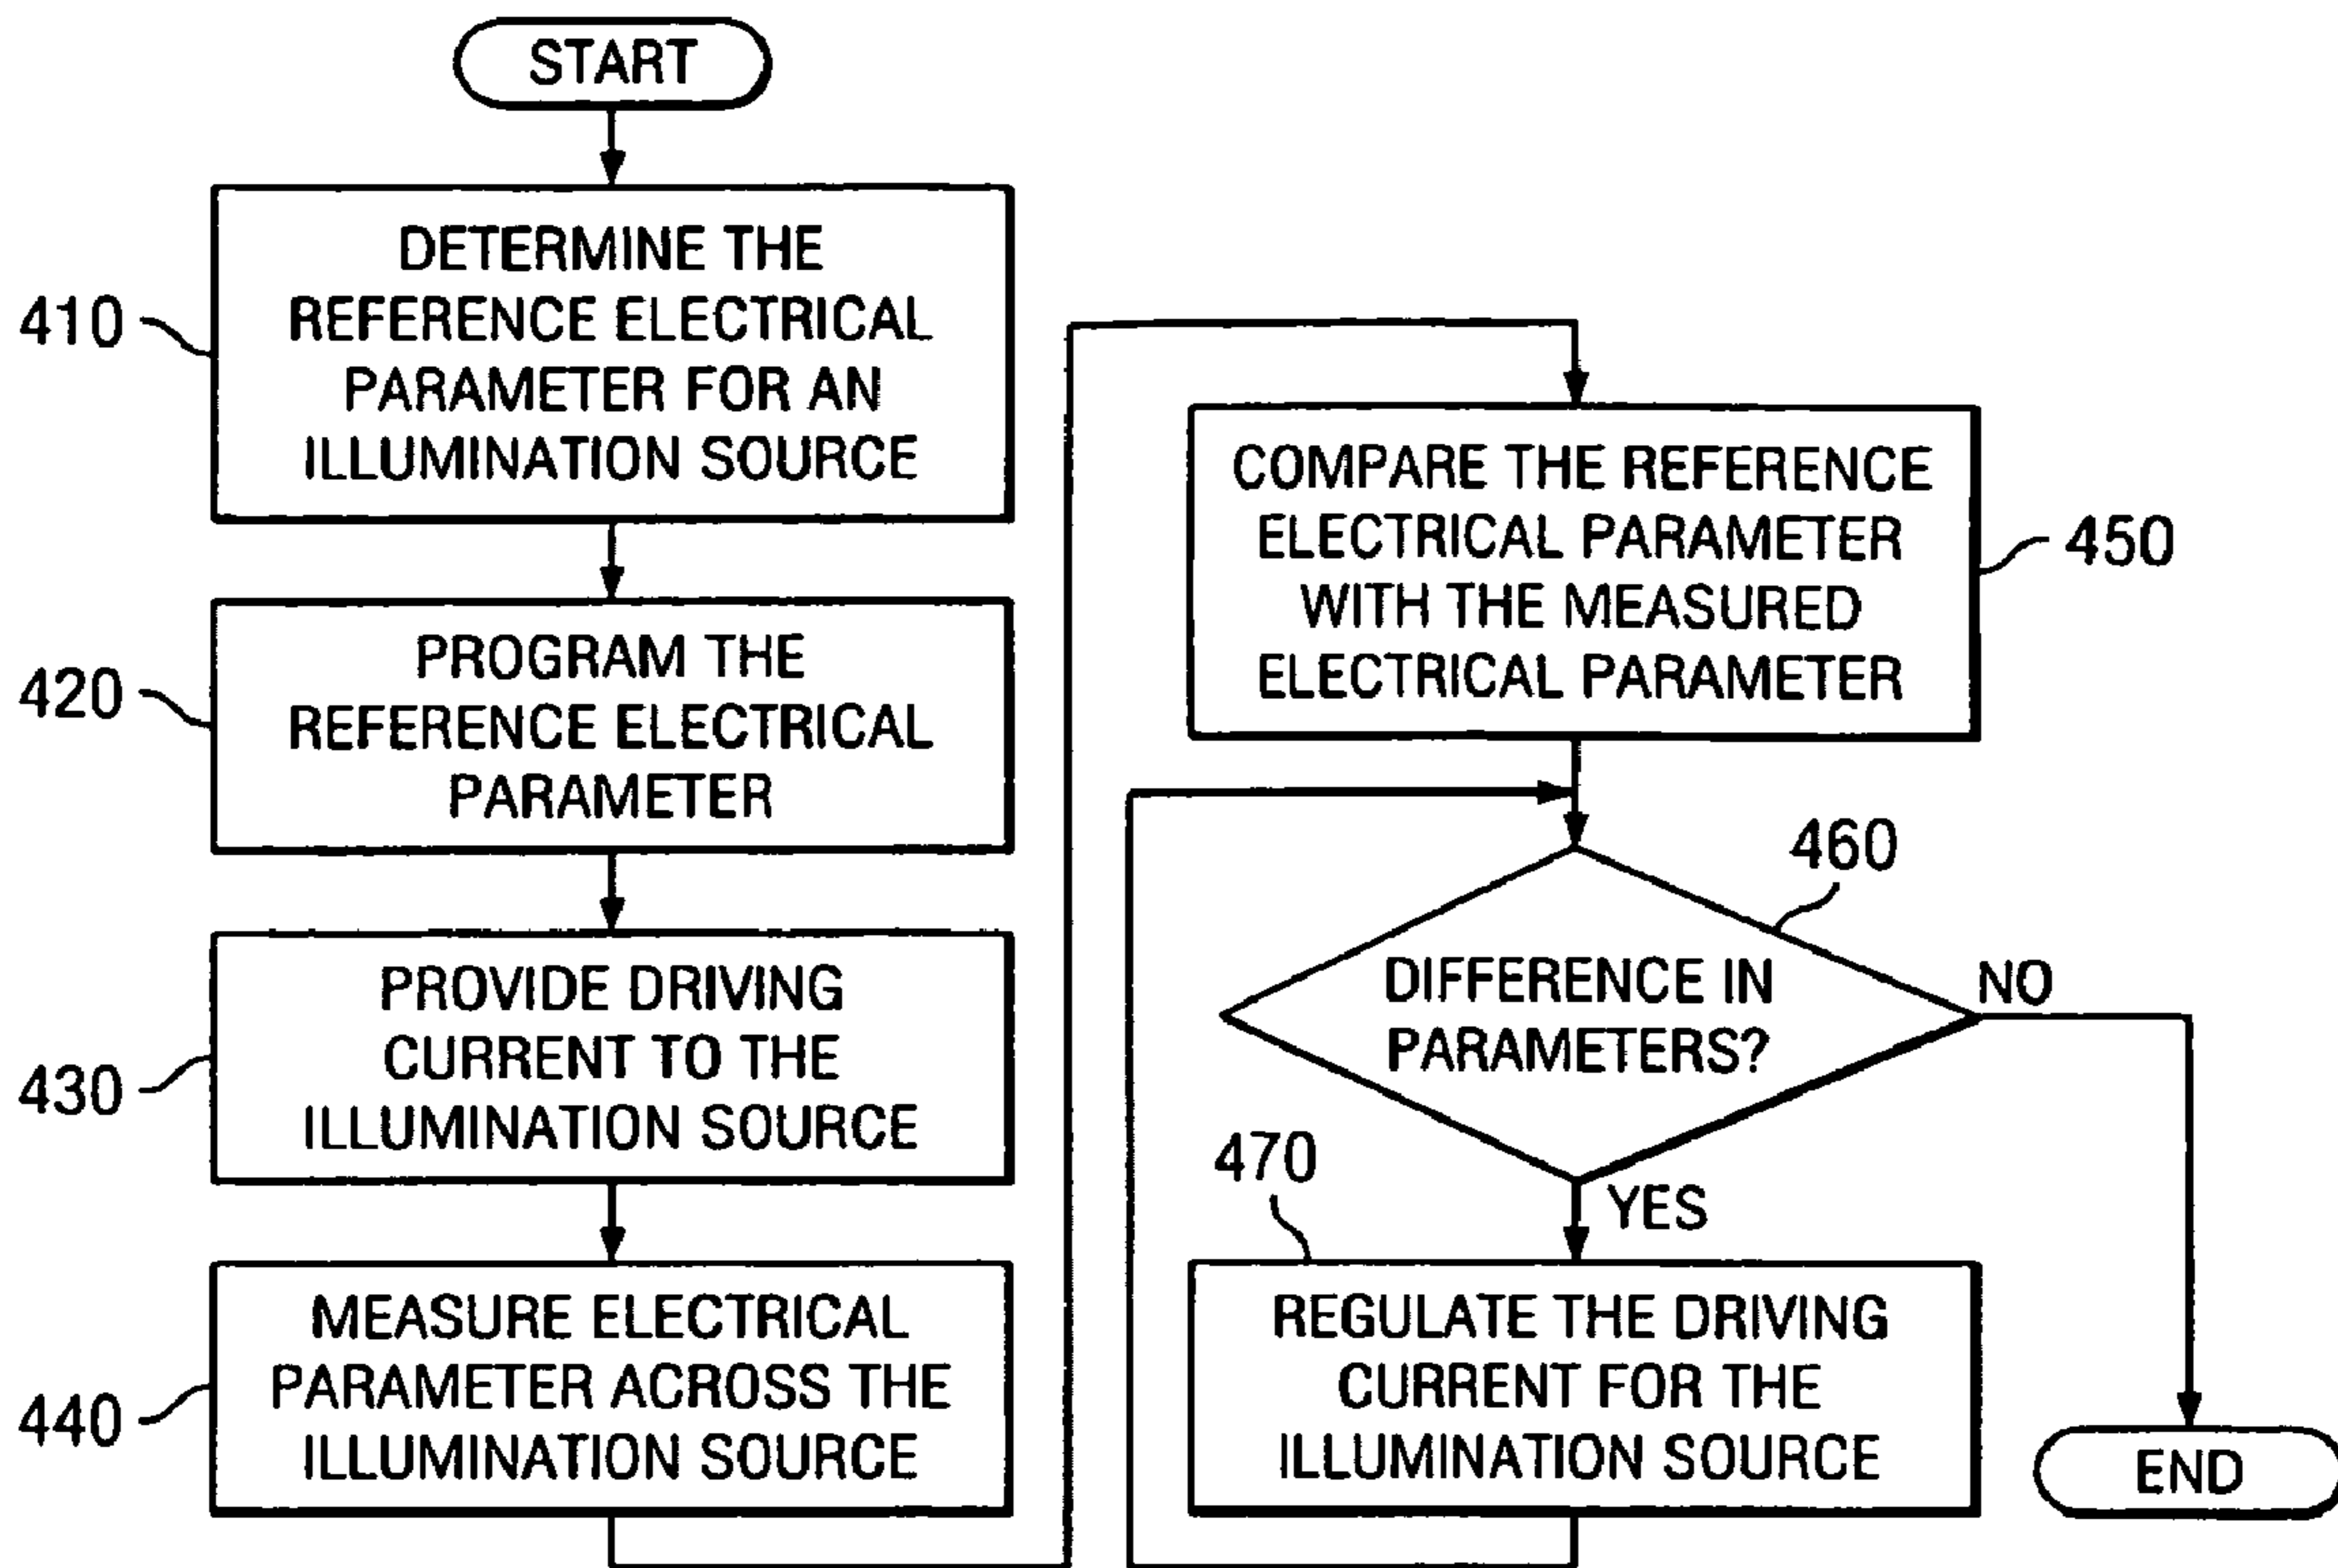 START
410
DETERMINE THE
REFERENCE ELECTRICAL
PARAMETER FOR AN
ILLUMINATION SOURCE
420
PROGRAM THE
REFERENCE ELECTRICAL
PARAMETER
430
PROVIDE DRIVING
CURRENT TO THE
ILLUMINATION SOURCE
440
MEASURE ELECTRICAL
PARAMETER ACROSS THE
ILLUMINATION SOURCE
COMPARE THE REFERENCE
ELECTRICAL PARAMETER
WITH THE MEASURED
ELECTRICAL PARAMETER
450
460
DIFFERENCE IN
PARAMETERS?
NO
YES
470
REGULATE THE DRIVING
CURRENT FOR THE
ILLUMINATION SOURCE
END